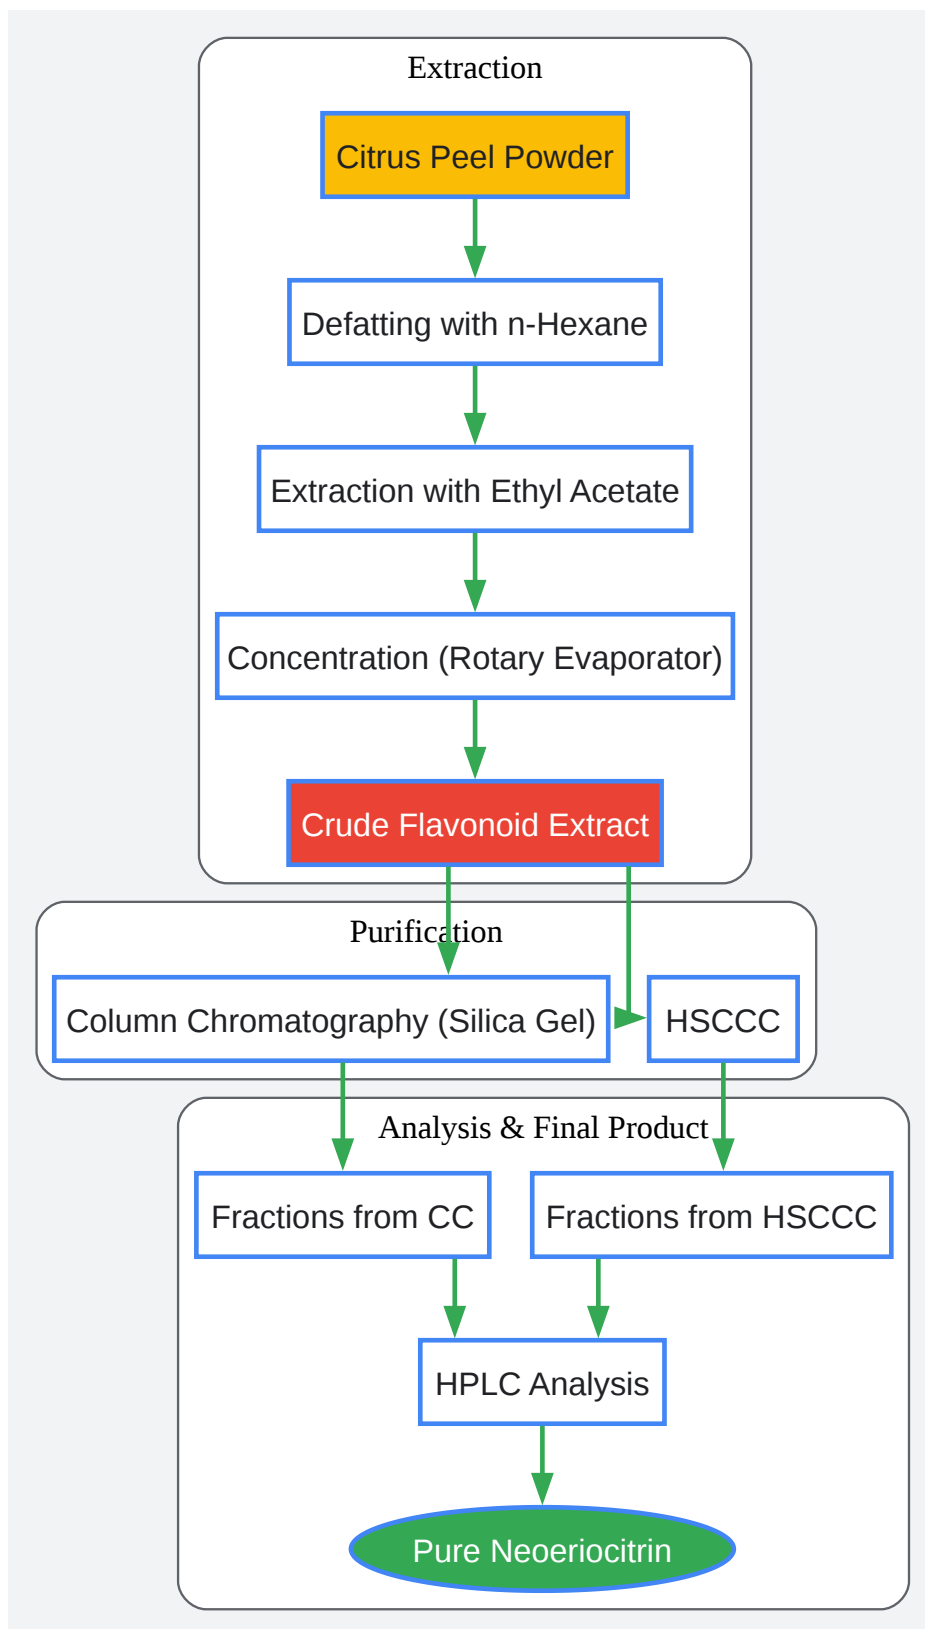 Extraction
Citrus Peel Powder
Defatting with n-Hexane
Extraction with Ethyl Acetate
Concentration (Rotary Evaporator)
Crude Flavonoid Extract
Purification
Column Chromatography (Silica Gel)
HSCCC
Analysis & Final Product
Fractions from CC
Fractions from HSCCC
HPLC Analysis
Pure Neoeriocitrin